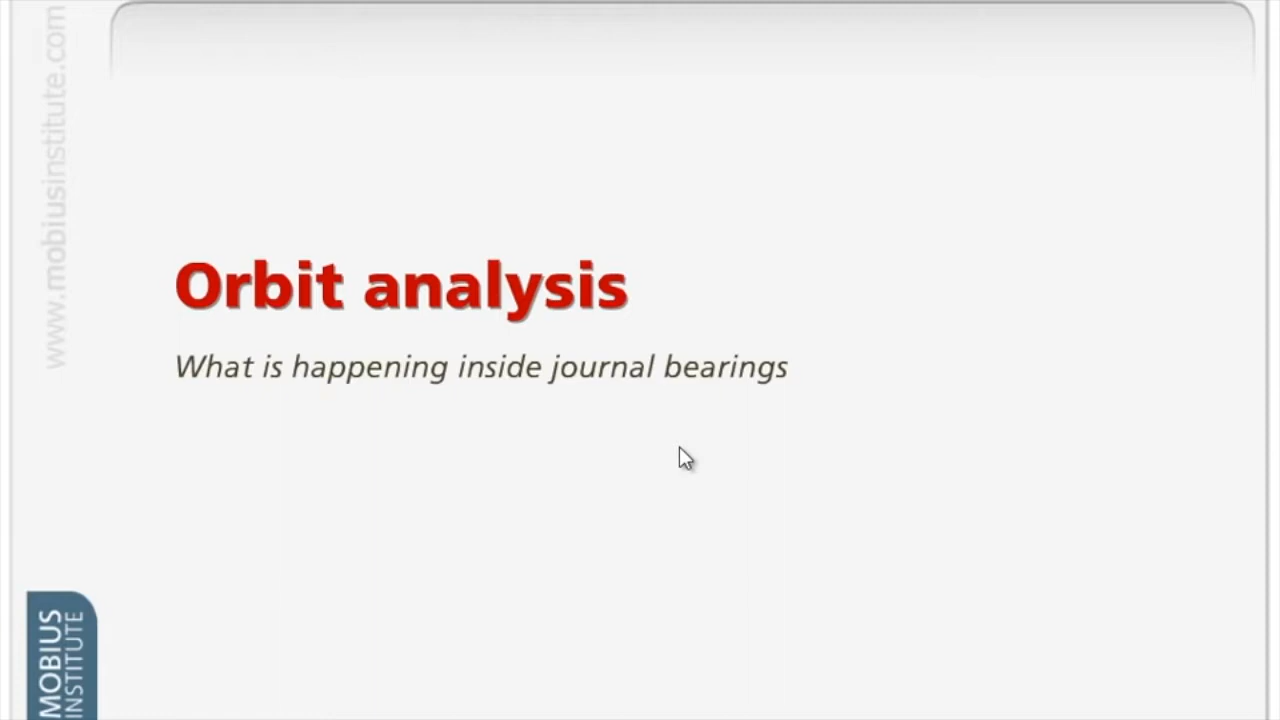 www.mobiusinstitute.com
Orbit analysis
What is happening inside journal bearings
MOBIUS
INSTITUTE